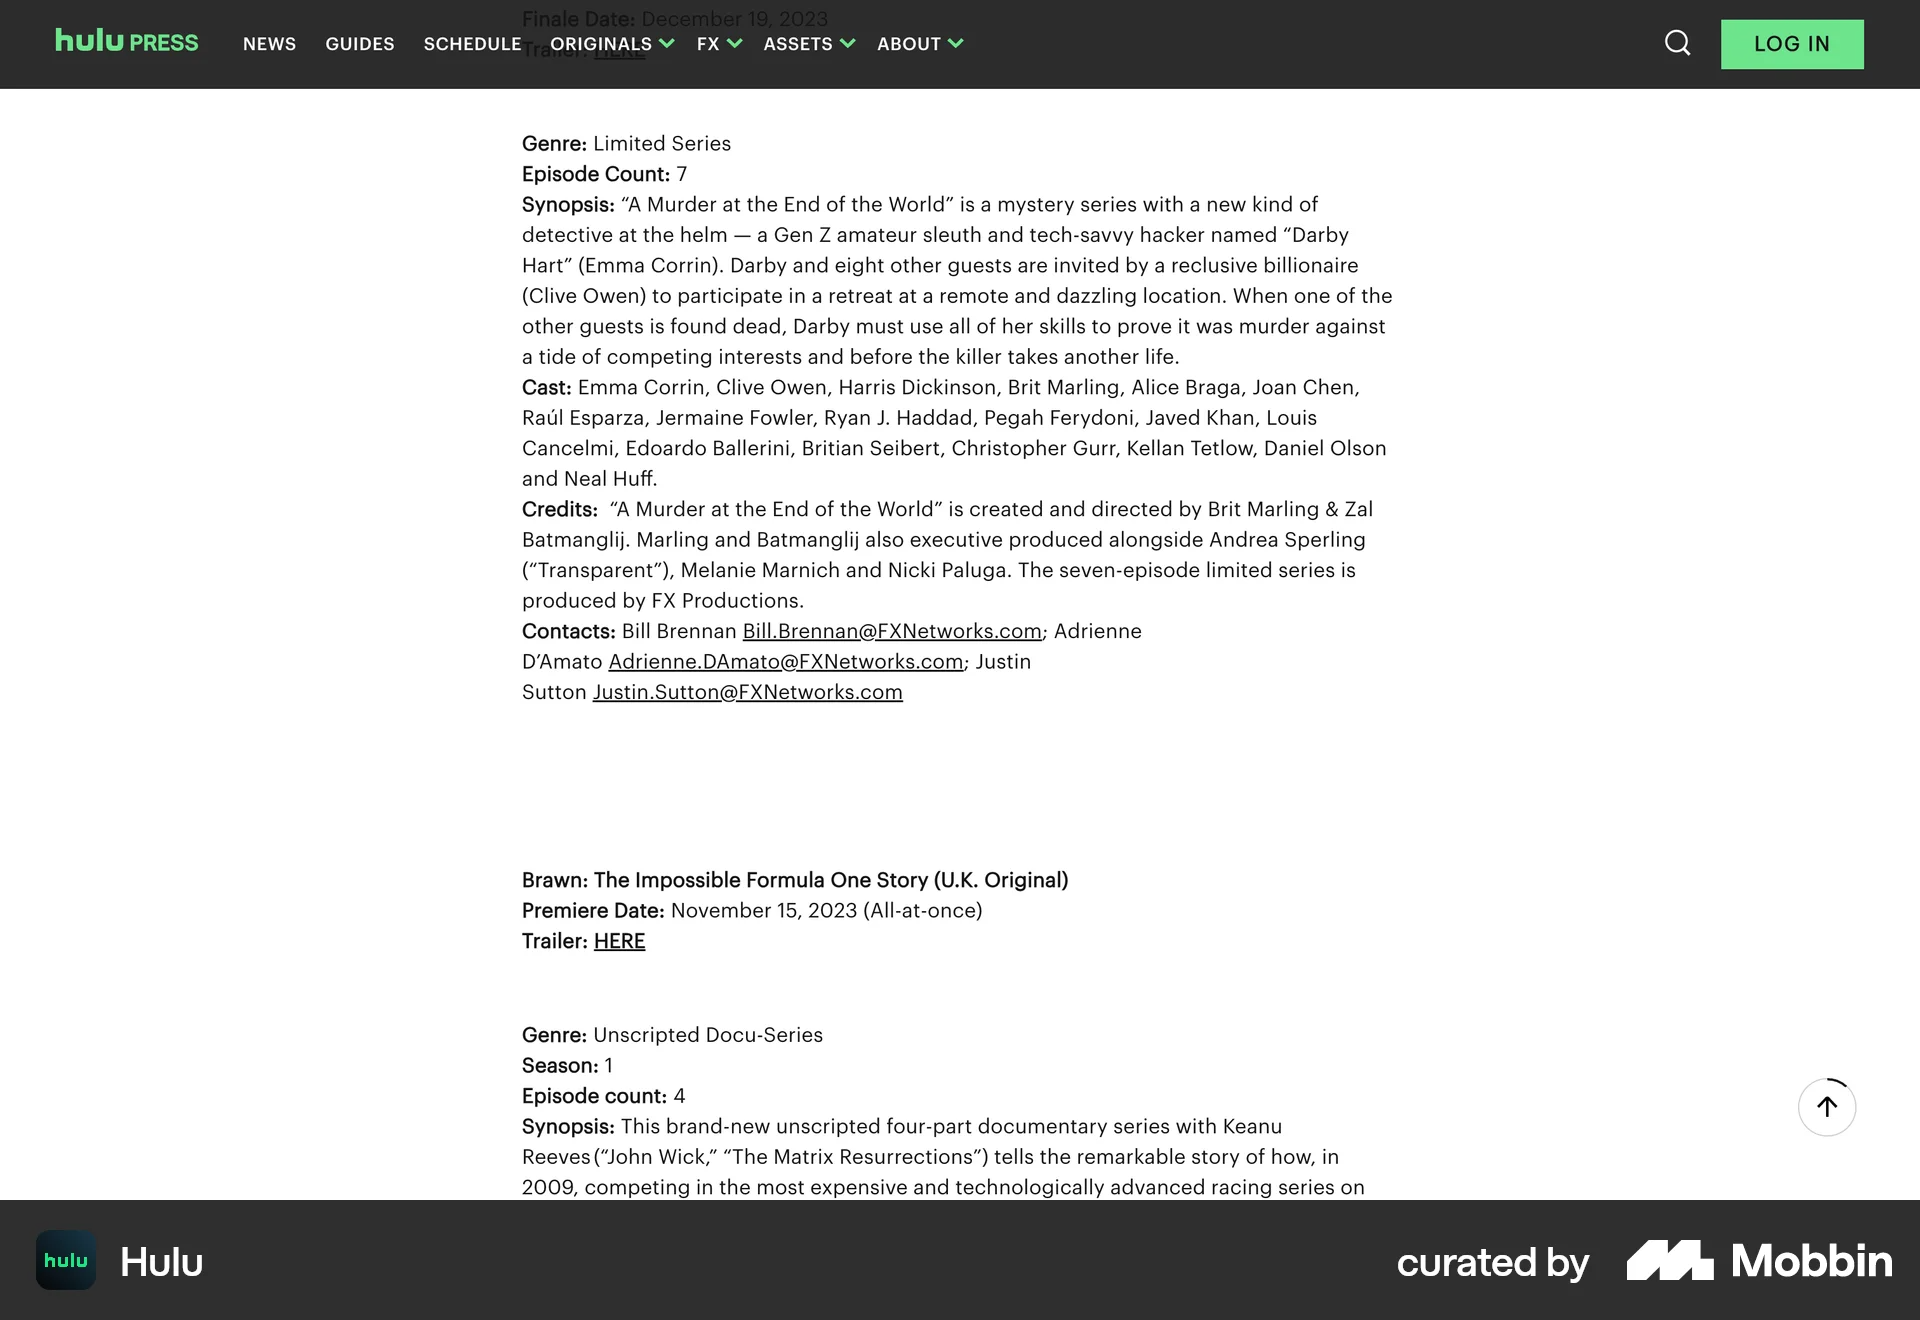 Finale Date: December 19, 2023
hulu PRESS NEWS GUIDES SCHEDULE ORIGINALS FX ASSETS ABOUT LOG IN
Trailer: HERE
Genre: Limited Series
Episode Count: 7
Synopsis: “A Murder at the End of the World” is a mystery series with a new kind of
detective at the helm — a Gen Z amateur sleuth and tech-savvy hacker named “Darby
Hart” (Emma Corrin). Darby and eight other guests are invited by a reclusive billionaire
(Clive Owen) to participate in a retreat at a remote and dazzling location. When one of the
other guests is found dead, Darby must use all of her skills to prove it was murder against
a tide of competing interests and before the killer takes another life.
Cast: Emma Corrin, Clive Owen, Harris Dickinson, Brit Marling, Alice Braga, Joan Chen,
Raúl Esparza, Jermaine Fowler, Ryan J. Haddad, Pegah Ferydoni, Javed Khan, Louis
Cancelmi, Edoardo Ballerini, Britian Seibert, Christopher Gurr, Kellan Tetlow, Daniel Olson
and Neal Huff.
Credits: “A Murder at the End of the World” is created and directed by Brit Marling & Zal
Batmanglij. Marling and Batmanglij also executive produced alongside Andrea Sperling
(“Transparent”), Melanie Marnich and Nicki Paluga. The seven-episode limited series is
produced by FX Productions.
Contacts: Bill Brennan Bill.Brennan@FXNetworks.com; Adrienne
D’Amato Adrienne.DAmato@FXNetworks.com; Justin
Sutton Justin.Sutton@FXNetworks.com
Brawn: The Impossible Formula One Story (U.K. Original)
Premiere Date: November 15, 2023 (All-at-once)
Trailer: HERE
Genre: Unscripted Docu-Series
Season: 1
Episode count: 4
Synopsis: This brand-new unscripted four-part documentary series with Keanu
Reeves (“John Wick,” “The Matrix Resurrections”) tells the remarkable story of how, in
2009, competing in the most expensive and technologically advanced racing series on
hulu Hulu curated by Mobbin